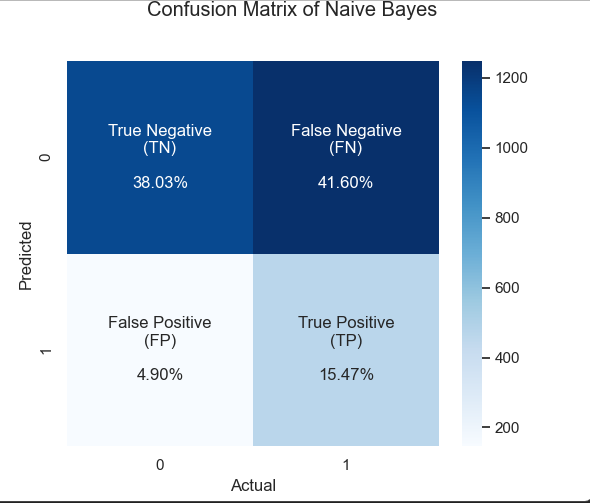 Confusion Matrix of Naive Bayes
True Negative
(TN)
38.03%
False Negative
(FN)
41.60%
False Positive
(FP)
4.90%
True Positive
(TP)
15.47%
0
1
Predicted
0
1
Actual
1200
1000
800
600
400
200